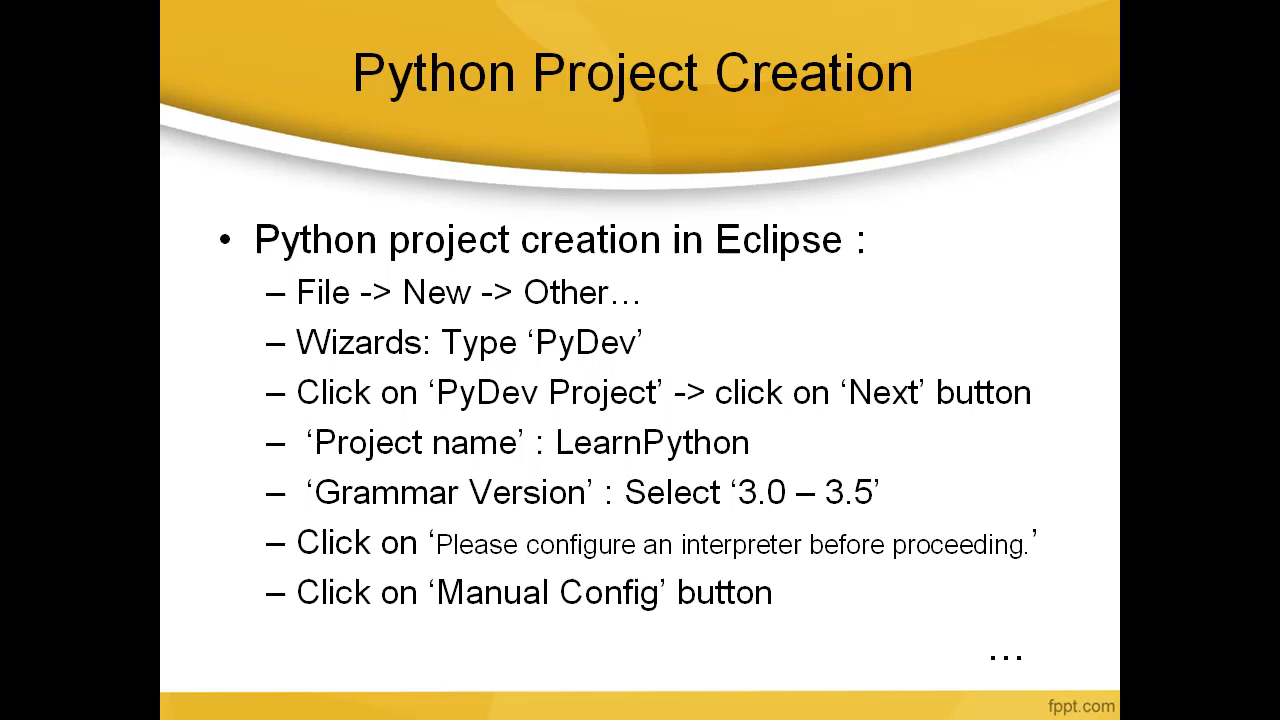 Python Project Creation
• Python project creation in Eclipse :
– File -> New -> Other…
– Wizards: Type ‘PyDev’
– Click on ‘PyDev Project’ -> click on ‘Next’ button
– ‘Project name’ : LearnPython
– ‘Grammar Version’ : Select ‘3.0 – 3.5’
– Click on ‘Please configure an interpreter before proceeding.’
– Click on ‘Manual Config’ button
…
fppt.com